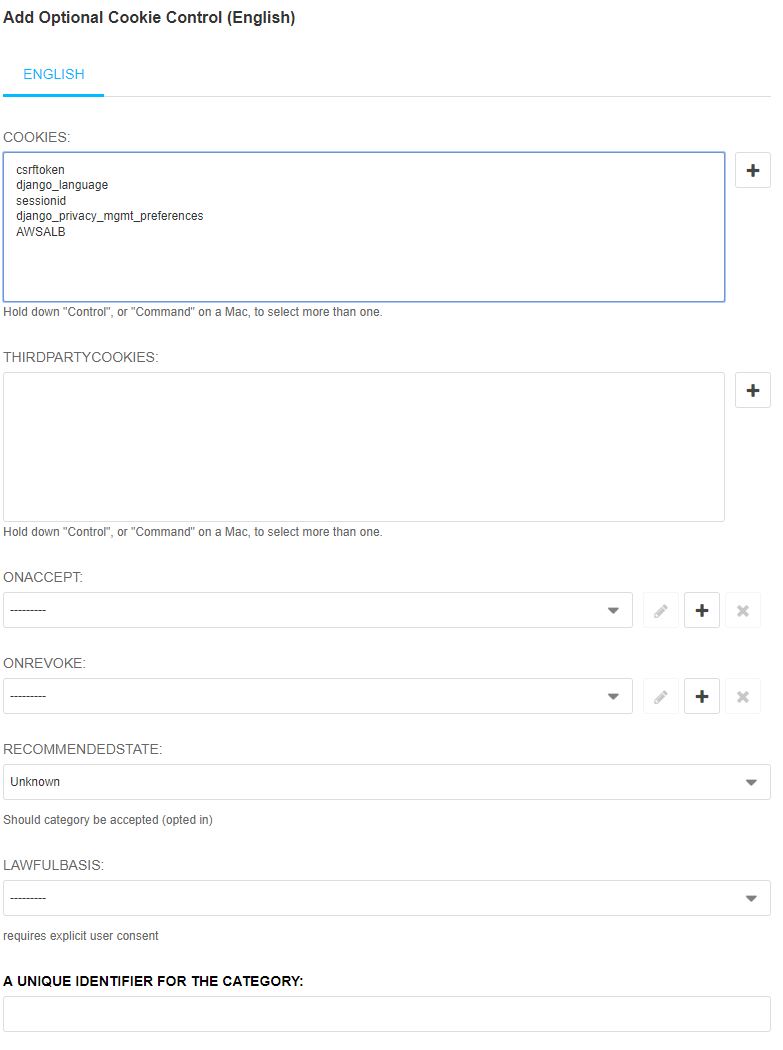 Add Optional Cookie Control (English)
ENGLISH
COOKIES:
csrftoken
django_language
sessionid
django_privacy_mgmt_preferences
AWSALB
Hold down "Control", or "Command" on a Mac, to select more than one.
THIRDPARTYCOOKIES:
Hold down "Control", or "Command" on a Mac, to select more than one.
ONACCEPT:
---------
ONREVOKE:
---------
RECOMMENDEDSTATE:
Unknown
Should category be accepted (opted in)
LAWFULBASIS:
---------
requires explicit user consent
A UNIQUE IDENTIFIER FOR THE CATEGORY: